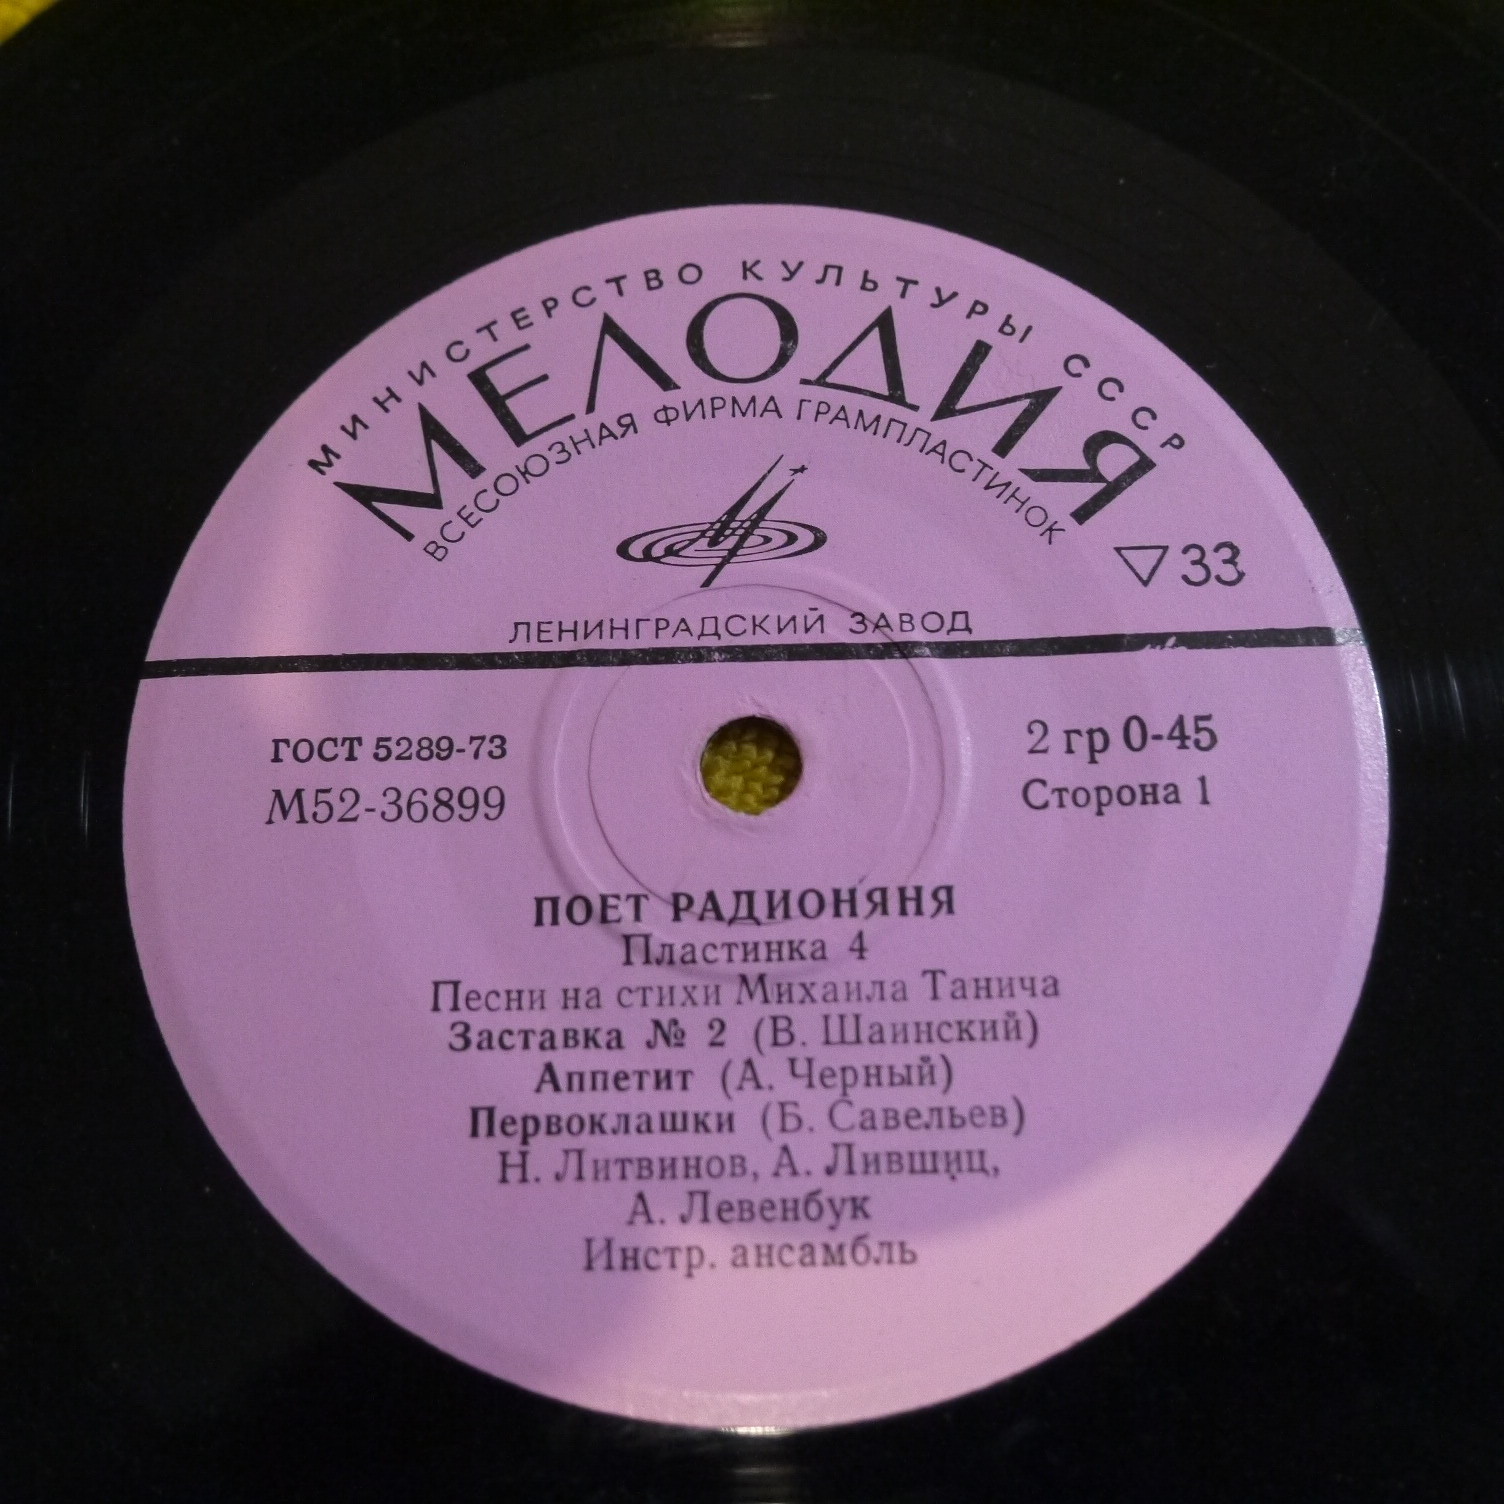 МИНИСТЕРСТВО КУЛЬТУРЫ СССР
МЕЛОДИЯ
ВСЕСОЮЗНАЯ ФИРМА ГРАМПЛАСТИНОК
▽33
ЛЕНИНГРАДСКИЙ ЗАВОД
ГОСТ 5289-73
М52-36899
2 гр 0-45
Сторона 1
ПОЕТ РАДИОНЯНЯ
Пластинка 4
Песни на стихи Михаила Танича
Заставка № 2 (В. Шаинский)
Аппетит (А. Черный)
Первоклашки (Б. Савельев)
Н. Литвинов, А. Лившиц,
А. Левенбук
Инстр. ансамбль